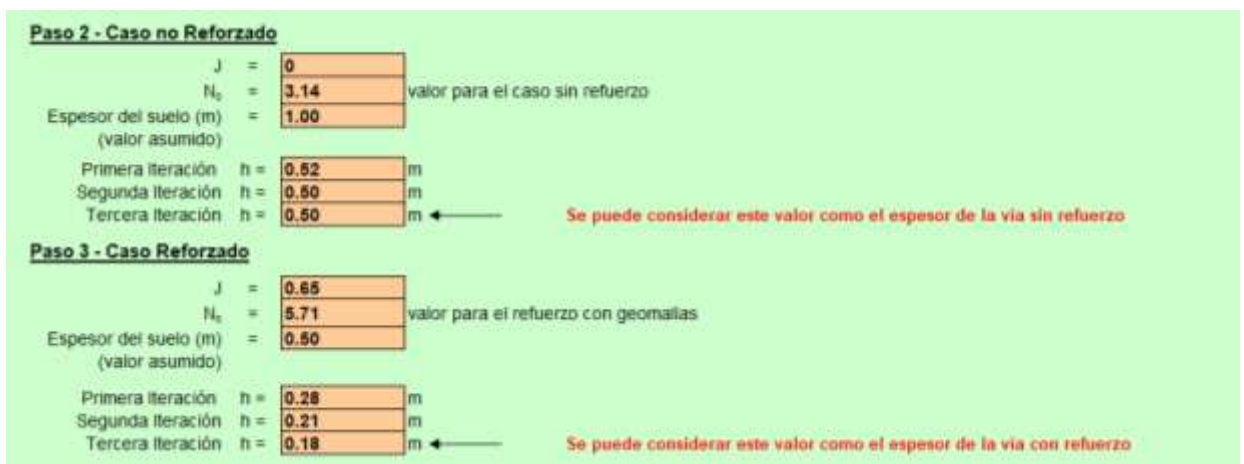 Paso 2 - Caso no Reforzado
J = 0
Nc = 3.14 valor para el caso sin refuerzo
Espesor del suelo (m) = 1.00
(valor asumido)
Primera Iteración h = 0.52 m
Segunda Iteración h = 0.50 m
Tercera Iteración h = 0.50 m Se puede considerar este valor como el espesor de la vía sin refuerzo
Paso 3 - Caso Reforzado
J = 0.65
Nc = 5.71 valor para el refuerzo con geomallas
Espesor del suelo (m) = 0.50
(valor asumido)
Primera Iteración h = 0.28 m
Segunda Iteración h = 0.21 m
Tercera Iteración h = 0.18 m Se puede considerar este valor como el espesor de la vía con refuerzo